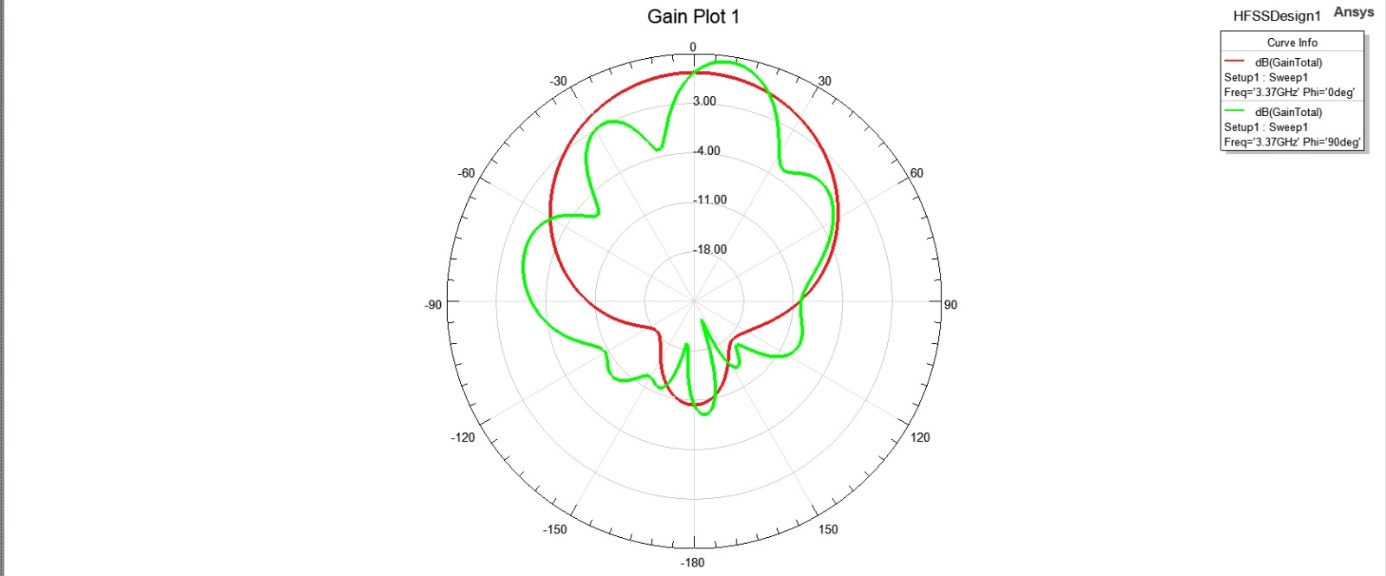 Gain Plot 1
HFSSDesign1
Ansys
Curve Info
dB(GainTotal)
Setup1 : Sweep1
Freq='3.37GHz' Phi='0deg'
dB(GainTotal)
Setup1 : Sweep1
Freq='3.37GHz' Phi='90deg'
0
-30
30
3.00
-4.00
-60
60
-11.00
-18.00
-90
90
-120
120
-150
150
-180